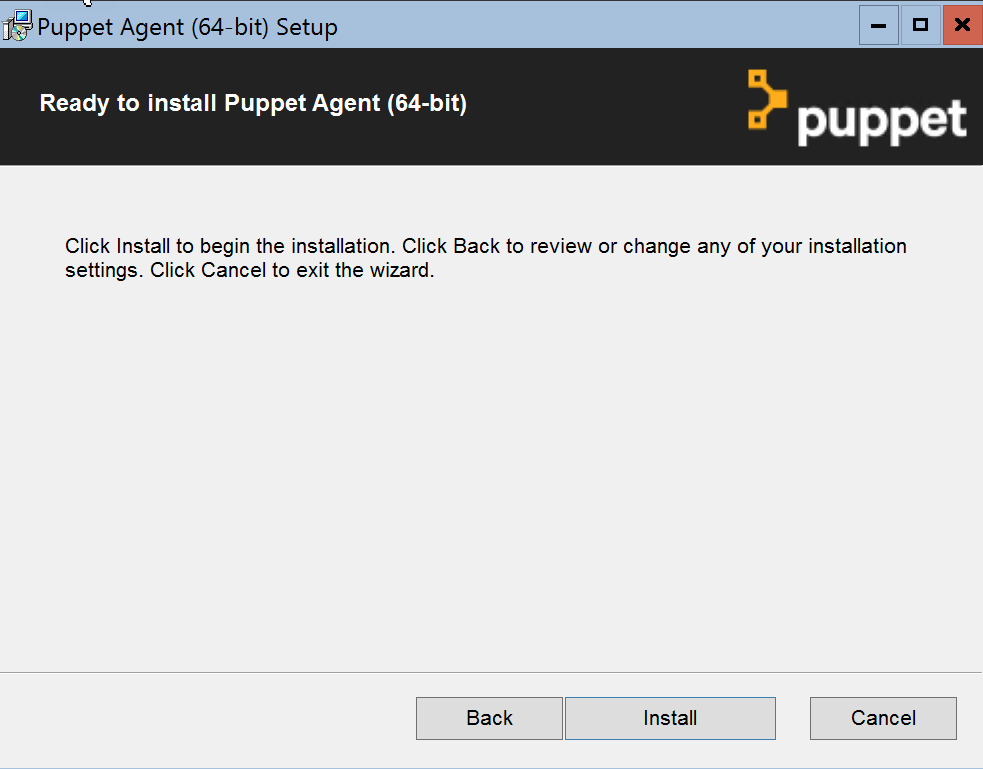 Puppet Agent (64-bit) Setup
Ready to install Puppet Agent (64-bit)
puppet
Click Install to begin the installation. Click Back to review or change any of your installation
settings. Click Cancel to exit the wizard.
Back
Install
Cancel